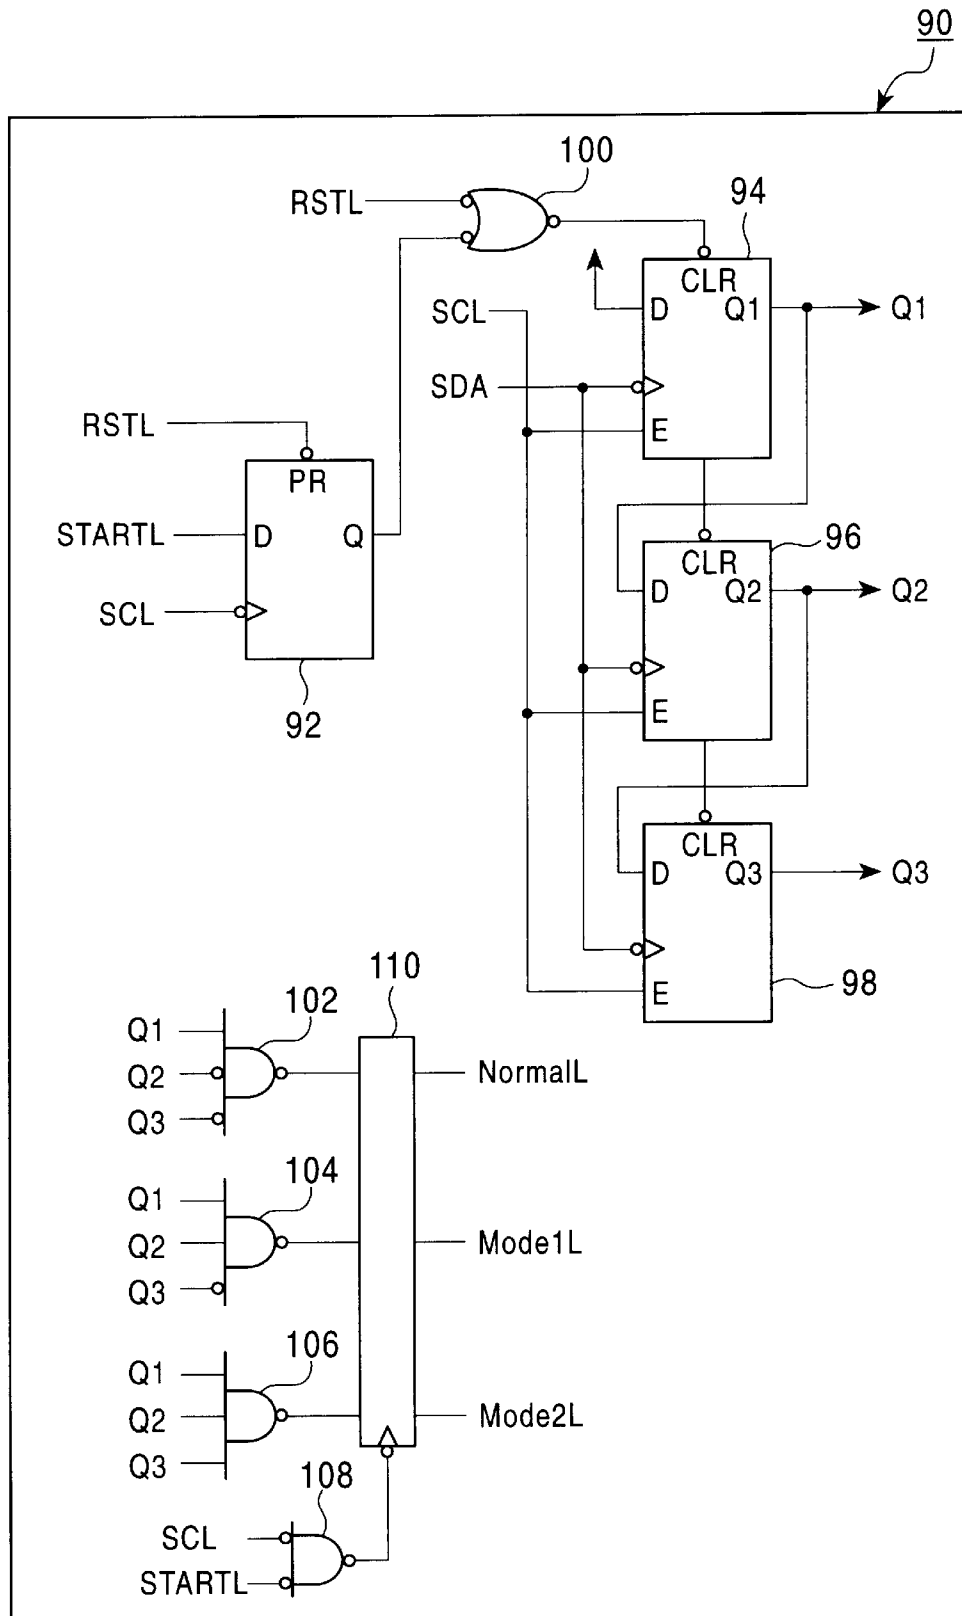 90
100
RSTL
94
CLR
D
Q1
Q1
SCL
SDA
E
RSTL
PR
STARTL
D
Q
SCL
92
96
CLR
D
Q2
Q2
E
CLR
D
Q3
Q3
E
98
110
102
Q1
Q2
Q3
NormalL
104
Q1
Q2
Q3
Mode1L
106
Q1
Q2
Q3
Mode2L
108
SCL
STARTL